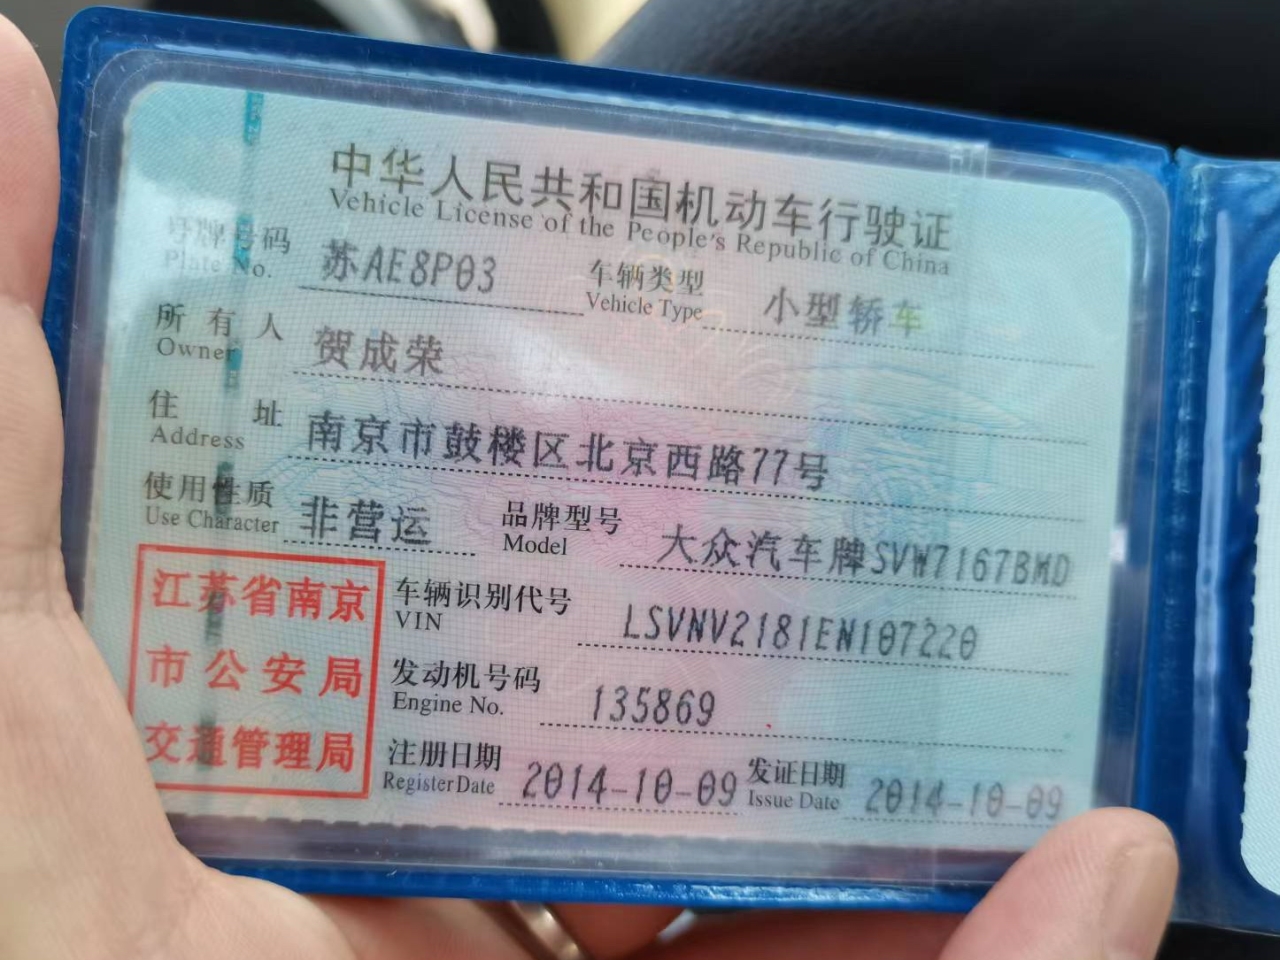 中华人民共和国机动车行驶证
Vehicle License of the People's Republic of China
号牌号码 苏AE8P03 车辆类型 小型轿车
Plate No. Vehicle Type
所有人 贺成荣
Owner
住址 南京市鼓楼区北京西路77号
Address
使用性质 非营运 品牌型号 大众汽车牌SVW7167BMD
Use Character Model
江苏省南京
市公安局
交通管理局
车辆识别代号 LSVNV2181EN107220
VIN
发动机号码 135869
Engine No.
注册日期 2014-10-09 发证日期 2014-10-09
Register Date Issue Date